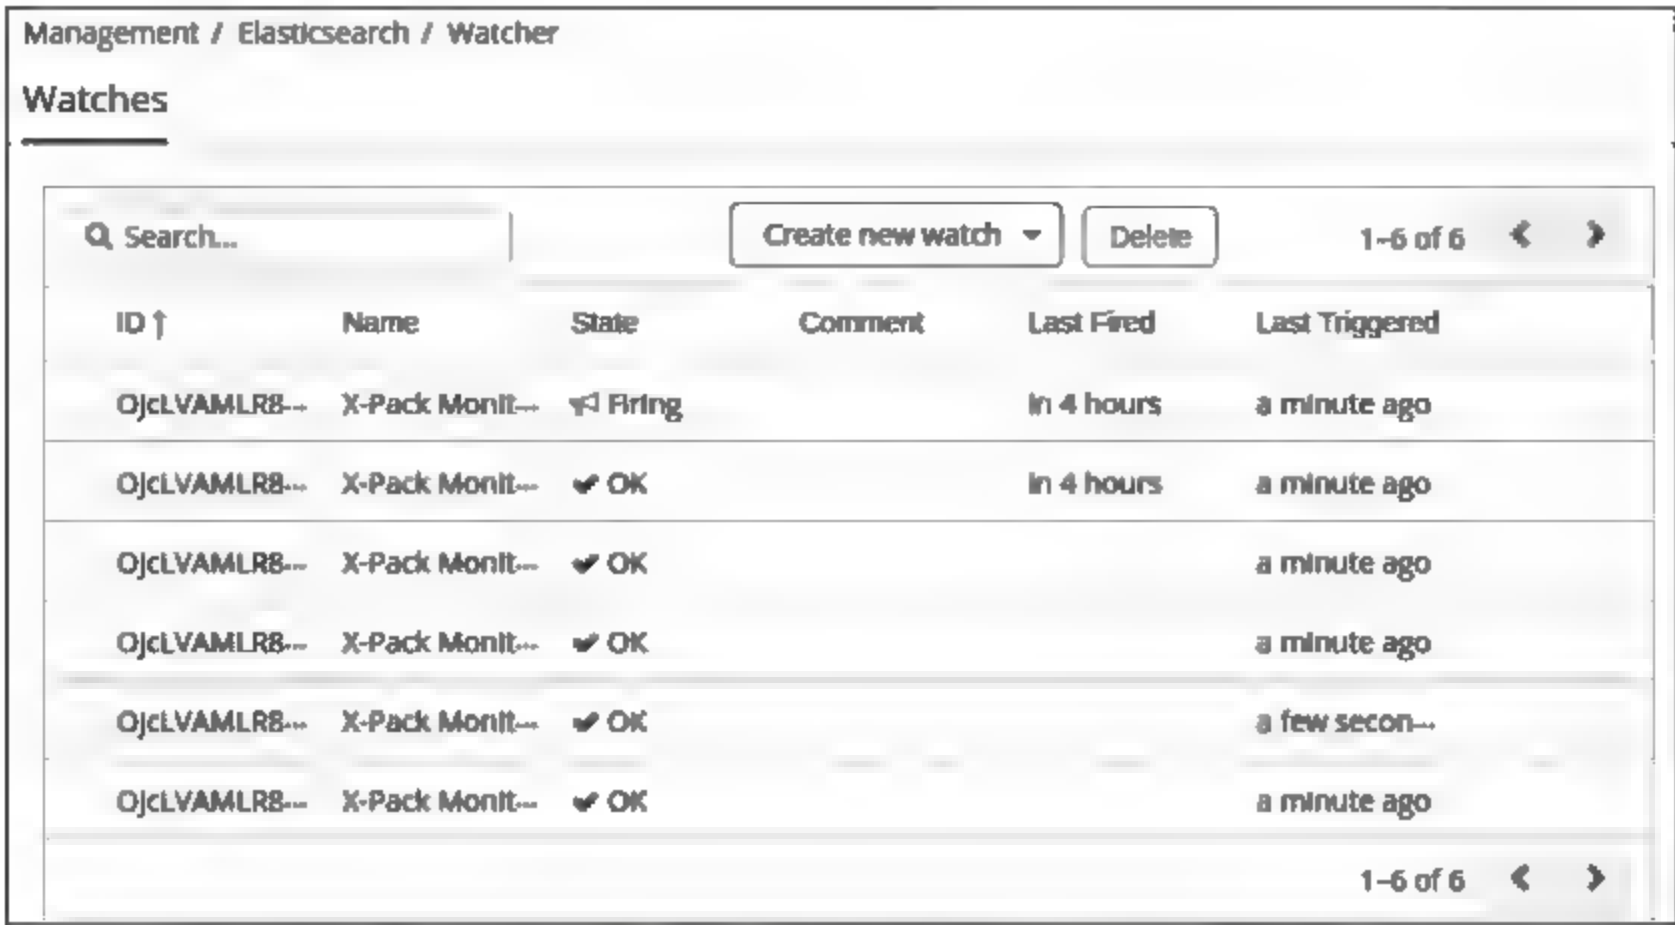 Management / Elasticsearch / Watcher
Watches
Search... Create new watch Delete 1–6 of 6
ID ↑ Name State Comment Last Fired Last Triggered
OjcLVAMLR8... X-Pack Monit... Firing in 4 hours a minute ago
OjcLVAMLR8... X-Pack Monit... OK in 4 hours a minute ago
OjcLVAMLR8... X-Pack Monit... OK a minute ago
OjcLVAMLR8... X-Pack Monit... OK a minute ago
OjcLVAMLR8... X-Pack Monit... OK a few secon...
OjcLVAMLR8... X-Pack Monit... OK a minute ago
1–6 of 6